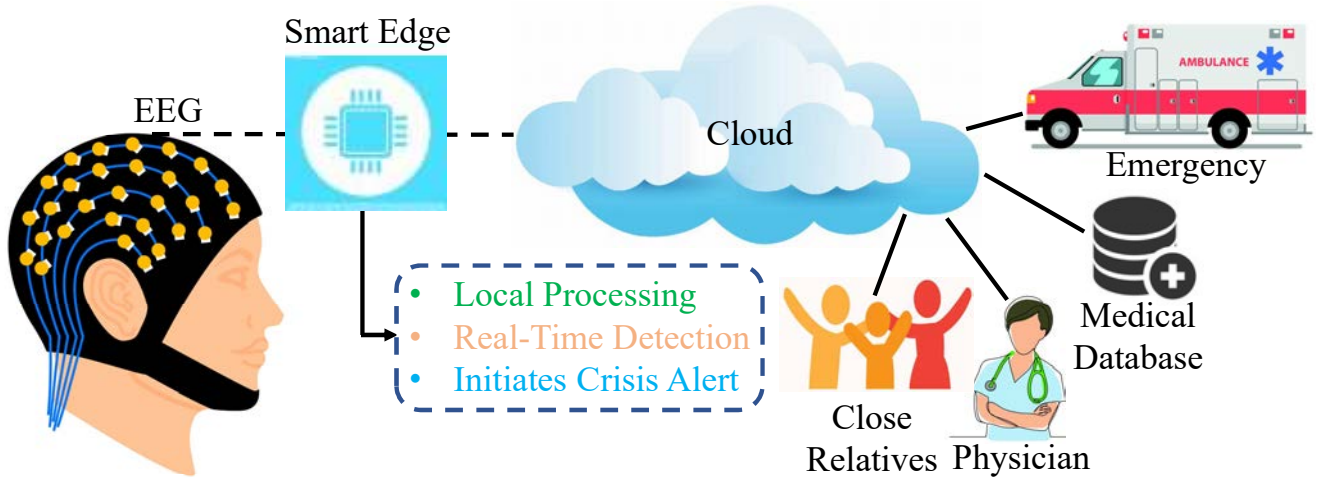 Smart Edge
EEG
Cloud
AMBULANCE
Emergency
• Local Processing
• Real-Time Detection
• Initiates Crisis Alert
Medical
Database
Close
Relatives
Physician